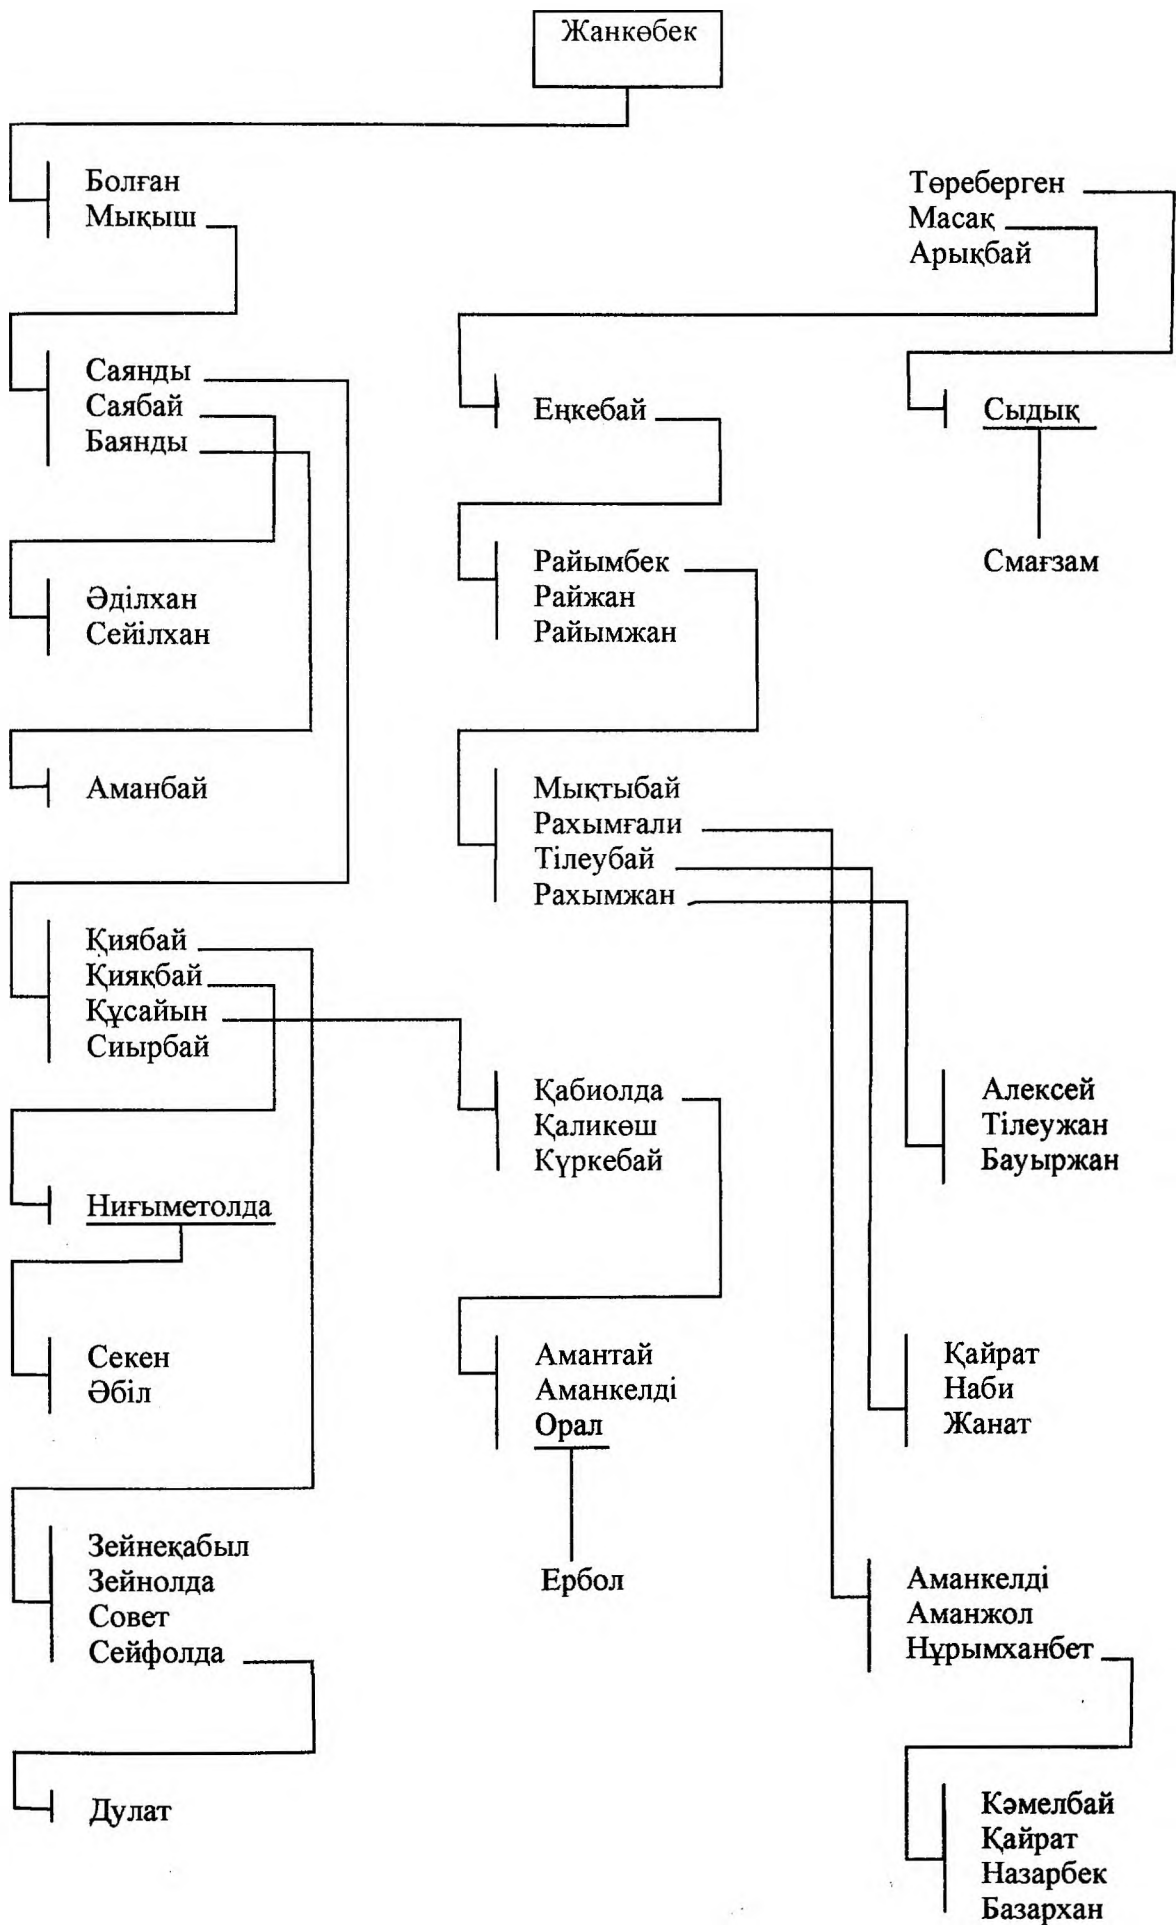 Жанкөбек
Болған
Мықыш
Төреберген
Масақ
Арықбай
Саянды
Саябай
Баянды
Еңкебай
Сыдық
Смағзам
Әділхан
Сейілхан
Райымбек
Райжан
Райымжан
Аманбай
Мықтыбай
Рахымғали
Тілеубай
Рахымжан
Қиябай
Қияқбай
Құсайын
Сиырбай
Қабиолда
Қаликөш
Күркебай
Алексей
Тілеужан
Бауыржан
Ниғыметолда
Секен
Әбіл
Амантай
Аманкелді
Орал
Ербол
Қайрат
Наби
Жанат
Зейнеқабыл
Зейнолда
Совет
Сейфолда
Аманкелді
Аманжол
Нұрымханбет
Дулат
Кәмелбай
Қайрат
Назарбек
Базархан